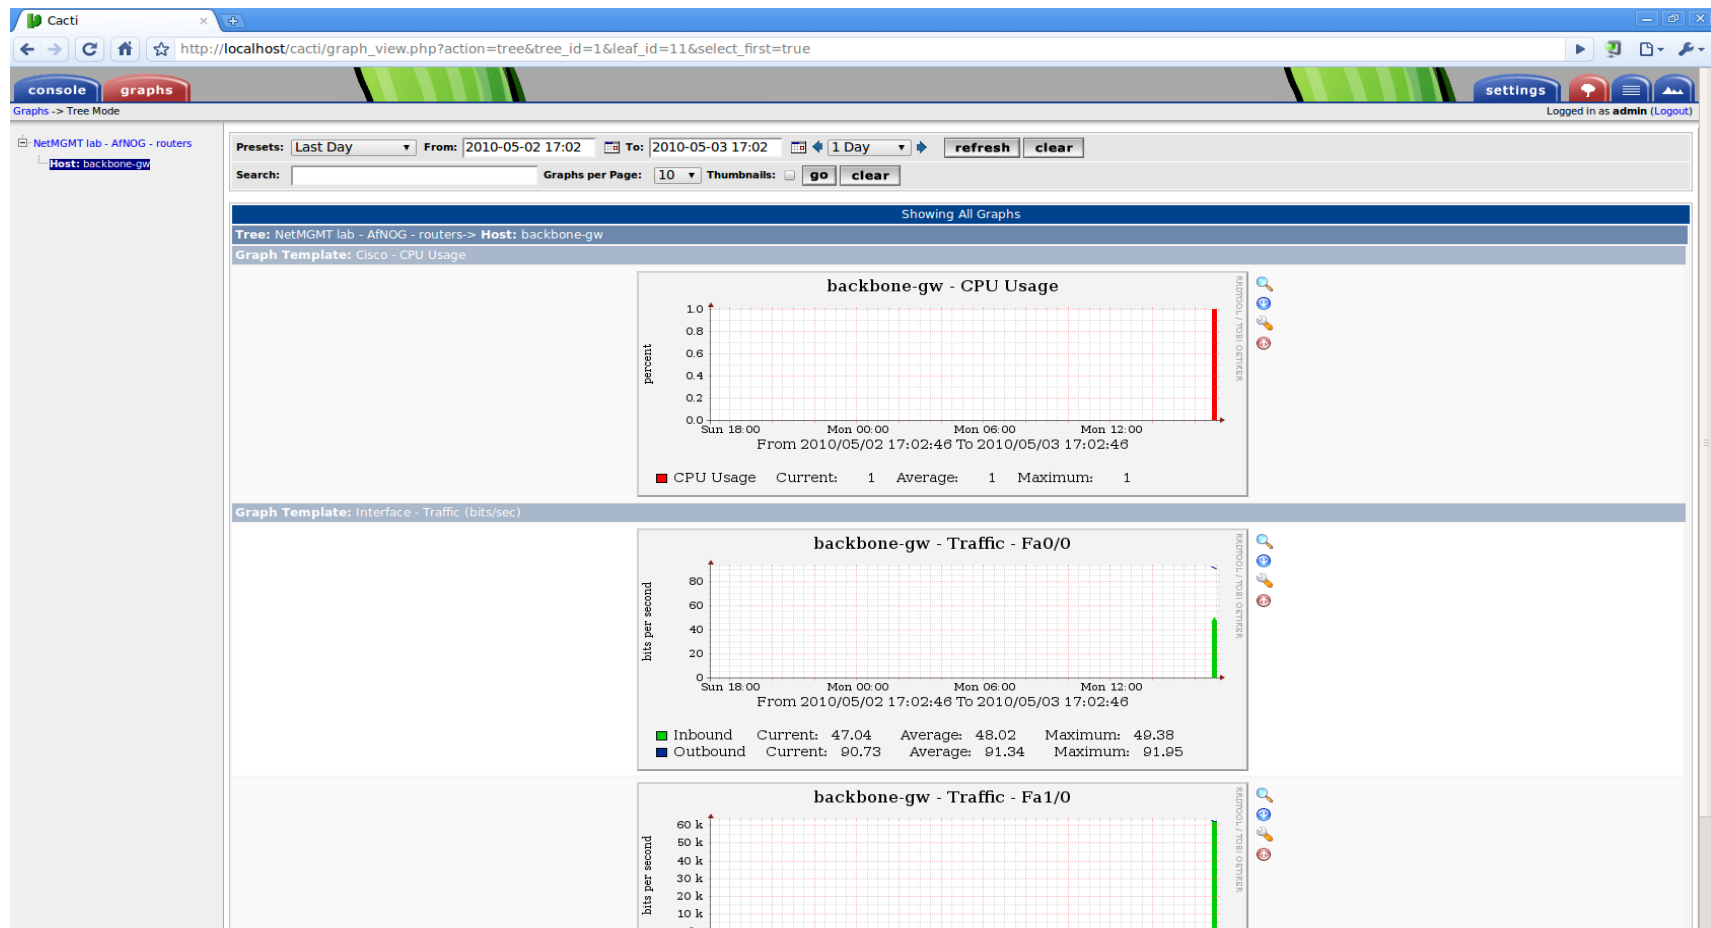 Cacti
http://localhost/cacti/graph_view.php?action=tree&tree_id=1&leaf_id=11&select_first=true
console graphs settings
Graphs -> Tree Mode Logged in as admin (Logout)
NetMGMT lab - AfNOG - routers
Host: backbone-gw
Presets: Last Day From: 2010-05-02 17:02 To: 2010-05-03 17:02 1 Day refresh clear
Search: Graphs per Page: 10 Thumbnails: go clear
Showing All Graphs
Tree: NetMGMT lab - AfNOG - routers-> Host: backbone-gw
Graph Template: Cisco - CPU Usage
backbone-gw - CPU Usage
RRDTOOL / TOBI OETIKER
percent
1.0
0.8
0.6
0.4
0.2
0.0
Sun 18:00 Mon 00:00 Mon 06:00 Mon 12:00
From 2010/05/02 17:02:46 To 2010/05/03 17:02:46
CPU Usage Current: 1 Average: 1 Maximum: 1
Graph Template: Interface - Traffic (bits/sec)
backbone-gw - Traffic - Fa0/0
RRDTOOL / TOBI OETIKER
bits per second
80
60
40
20
0
Sun 18:00 Mon 00:00 Mon 06:00 Mon 12:00
From 2010/05/02 17:02:46 To 2010/05/03 17:02:46
Inbound Current: 47.04 Average: 48.02 Maximum: 49.38
Outbound Current: 90.73 Average: 91.34 Maximum: 91.95
backbone-gw - Traffic - Fa1/0
RRDTOOL / TOBI OETIKER
bits per second
60 k
50 k
40 k
30 k
20 k
10 k